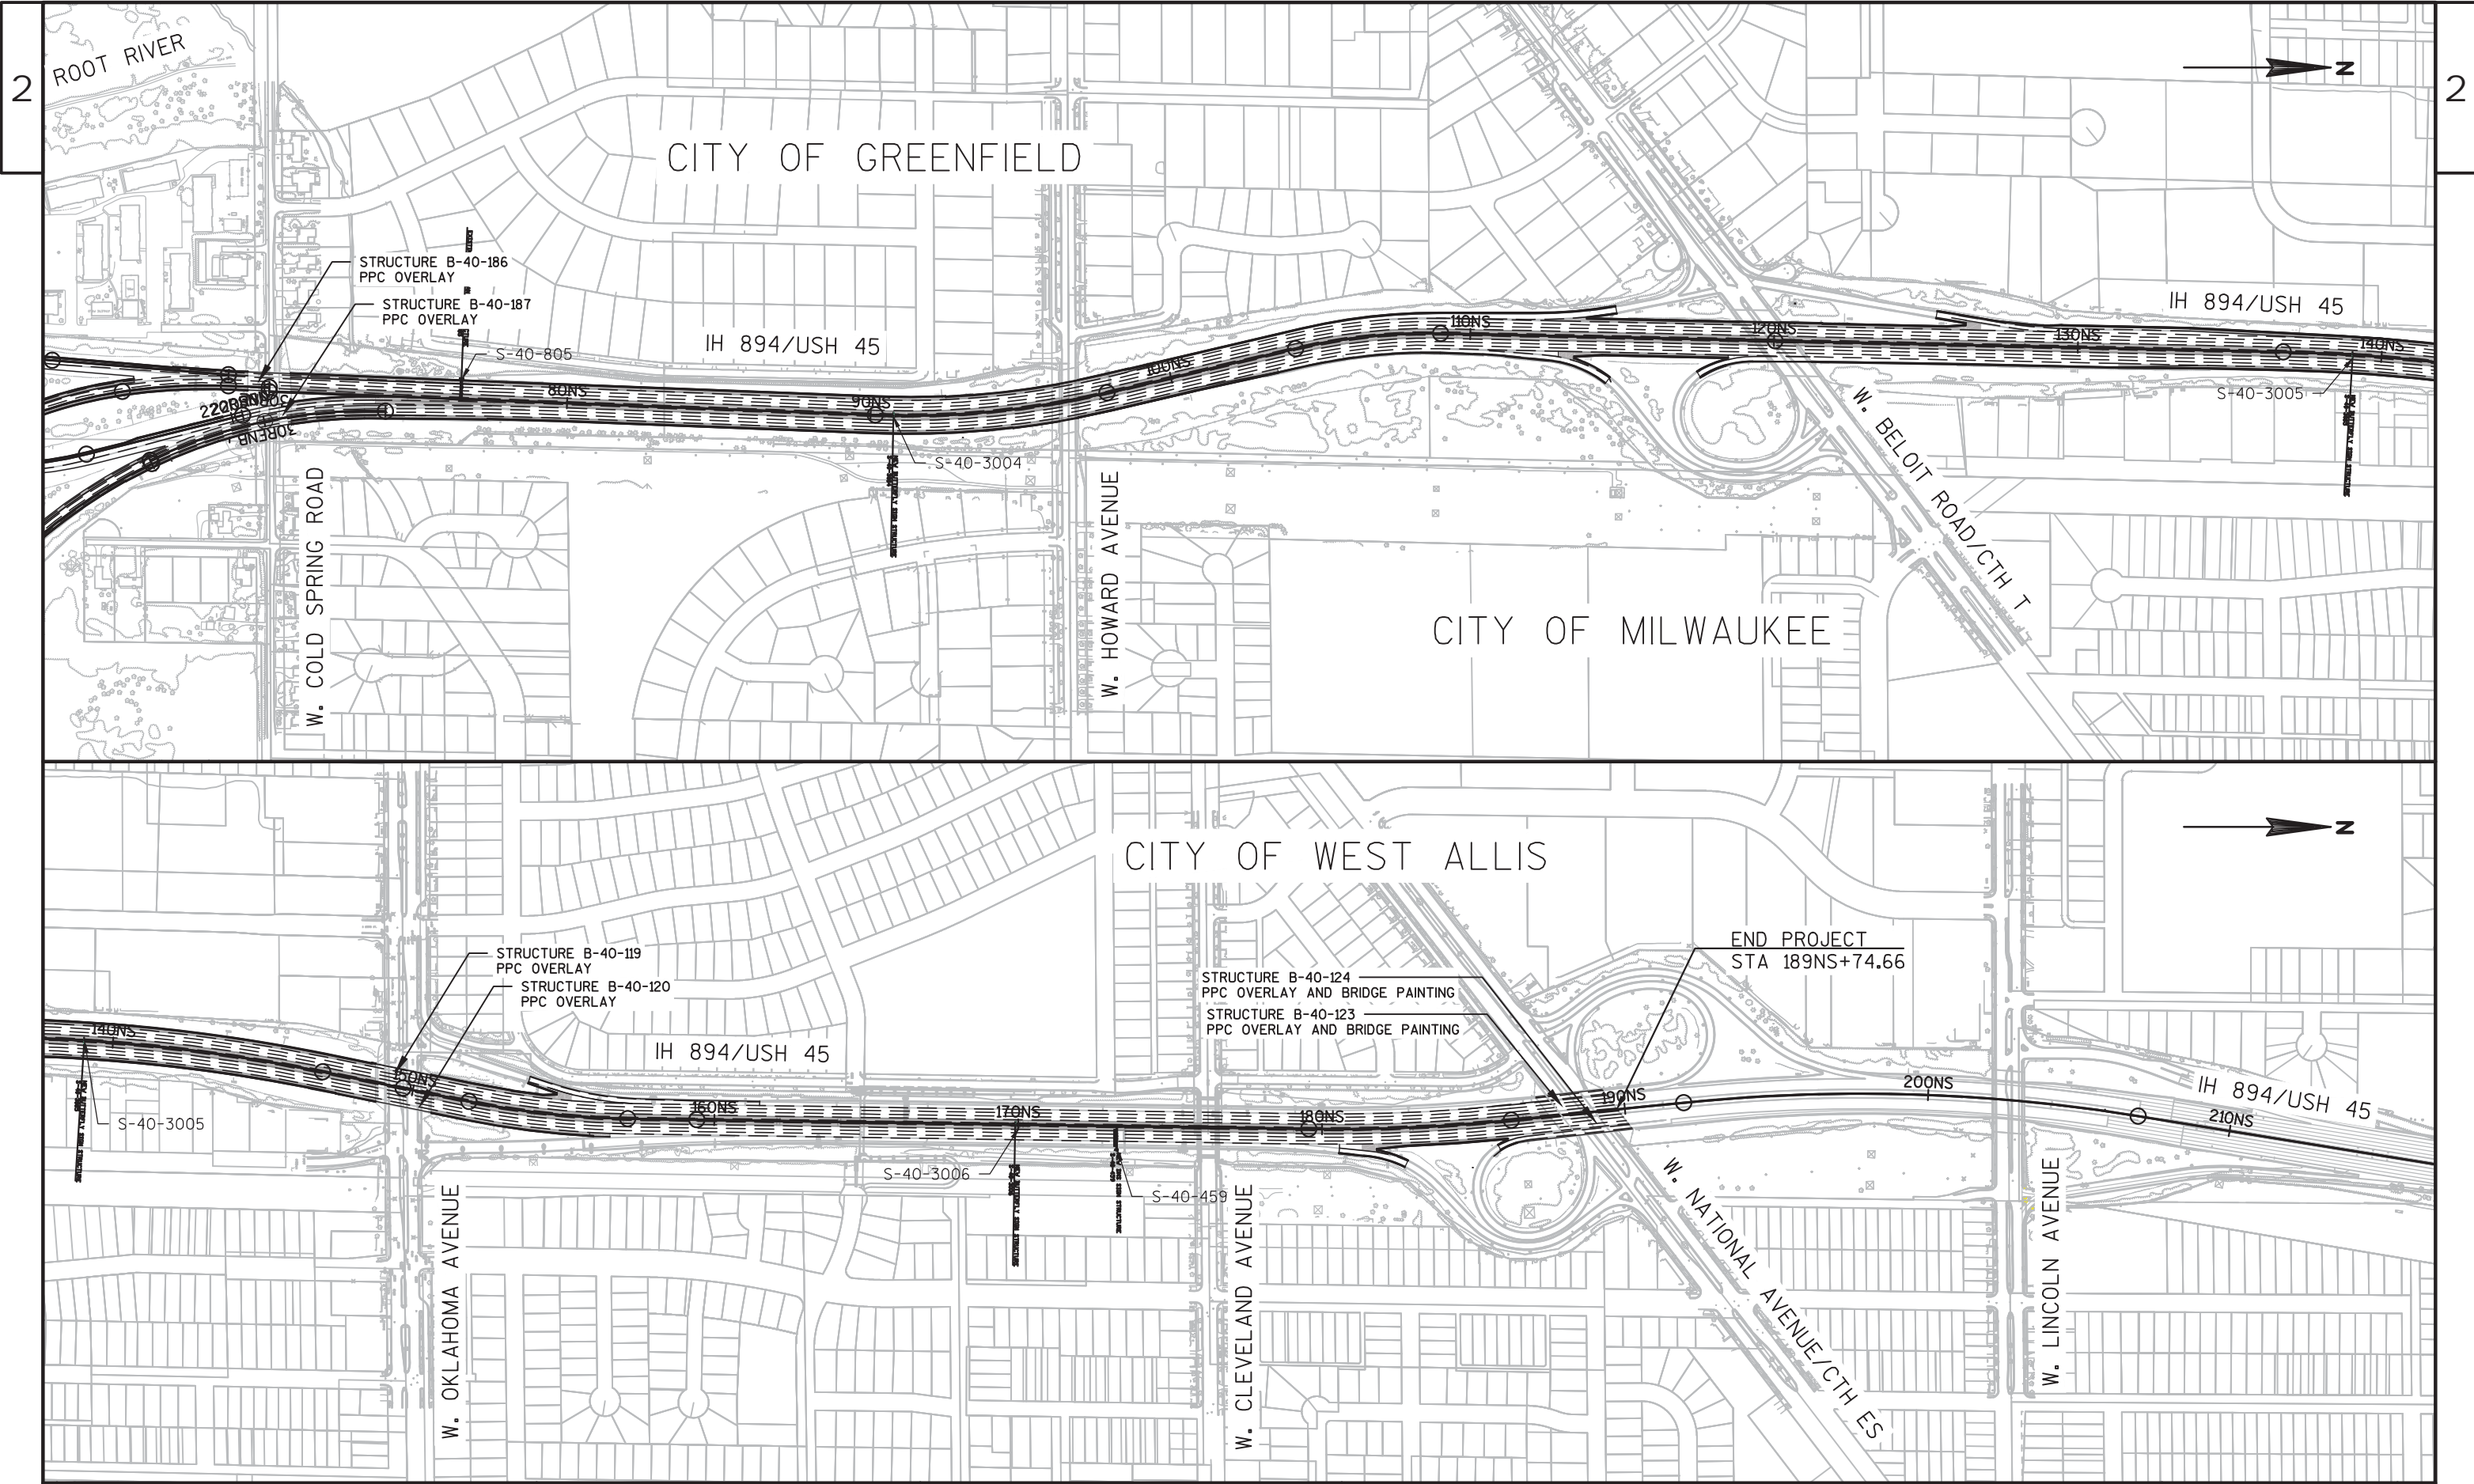 2
2
ROOT RIVER
N
CITY OF GREENFIELD
STRUCTURE B-40-186
PPC OVERLAY
STRUCTURE B-40-187
PPC OVERLAY
S-40-805
IH 894/USH 45
IH 894/USH 45
80NS
90NS
100NS
110NS
120NS
130NS
140NS
S-40-3004
S-40-3005
W. COLD SPRING ROAD
W. HOWARD AVENUE
W. BELOIT ROAD/CTH T
CITY OF MILWAUKEE
N
CITY OF WEST ALLIS
STRUCTURE B-40-119
PPC OVERLAY
STRUCTURE B-40-120
PPC OVERLAY
STRUCTURE B-40-124
PPC OVERLAY AND BRIDGE PAINTING
STRUCTURE B-40-123
PPC OVERLAY AND BRIDGE PAINTING
END PROJECT
STA 189NS+74.66
IH 894/USH 45
IH 894/USH 45
140NS
150NS
160NS
170NS
180NS
190NS
200NS
210NS
S-40-3005
S-40-3006
S-40-459
W. OKLAHOMA AVENUE
W. CLEVELAND AVENUE
W. NATIONAL AVENUE/CTH ES
W. LINCOLN AVENUE